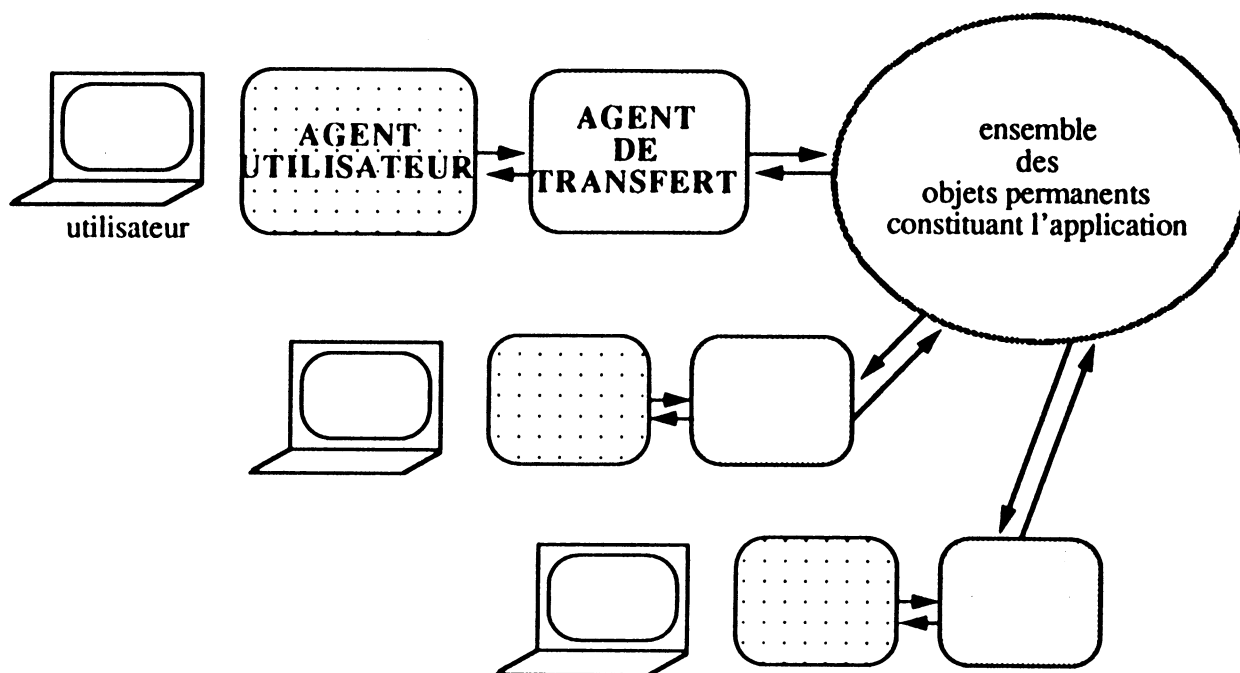 AGENT
UTILISATEUR
AGENT
DE
TRANSFERT
ensemble
des
objets permanents
constituant l'application
utilisateur